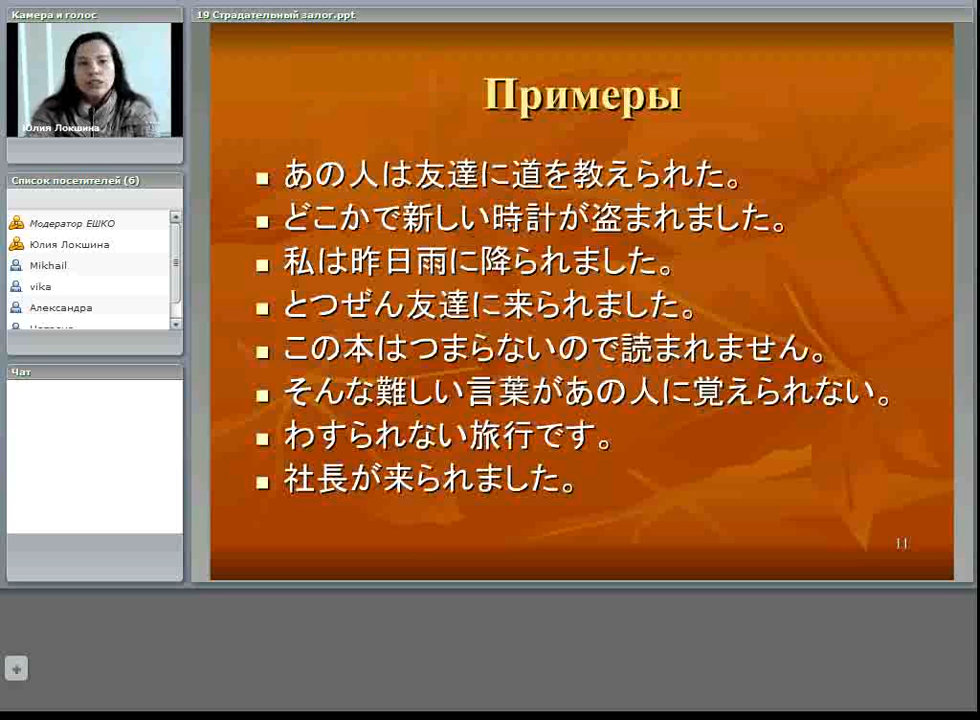 Камера и голос
Юлия Локшина
Список посетителей (6)
Модератор ЕШКО
Юлия Локшина
Mikhail
vika
Александра
Чат
19 Страдательный залог.ppt
Примеры
あの人は友達に道を教えられた。
どこかで新しい時計が盗まれました。
私は昨日雨に降られました。
とつぜん友達に来られました。
この本はつまらないので読まれません。
そんな難しい言葉があの人に覚えられない。
わすられない旅行です。
社長が来られました。
11